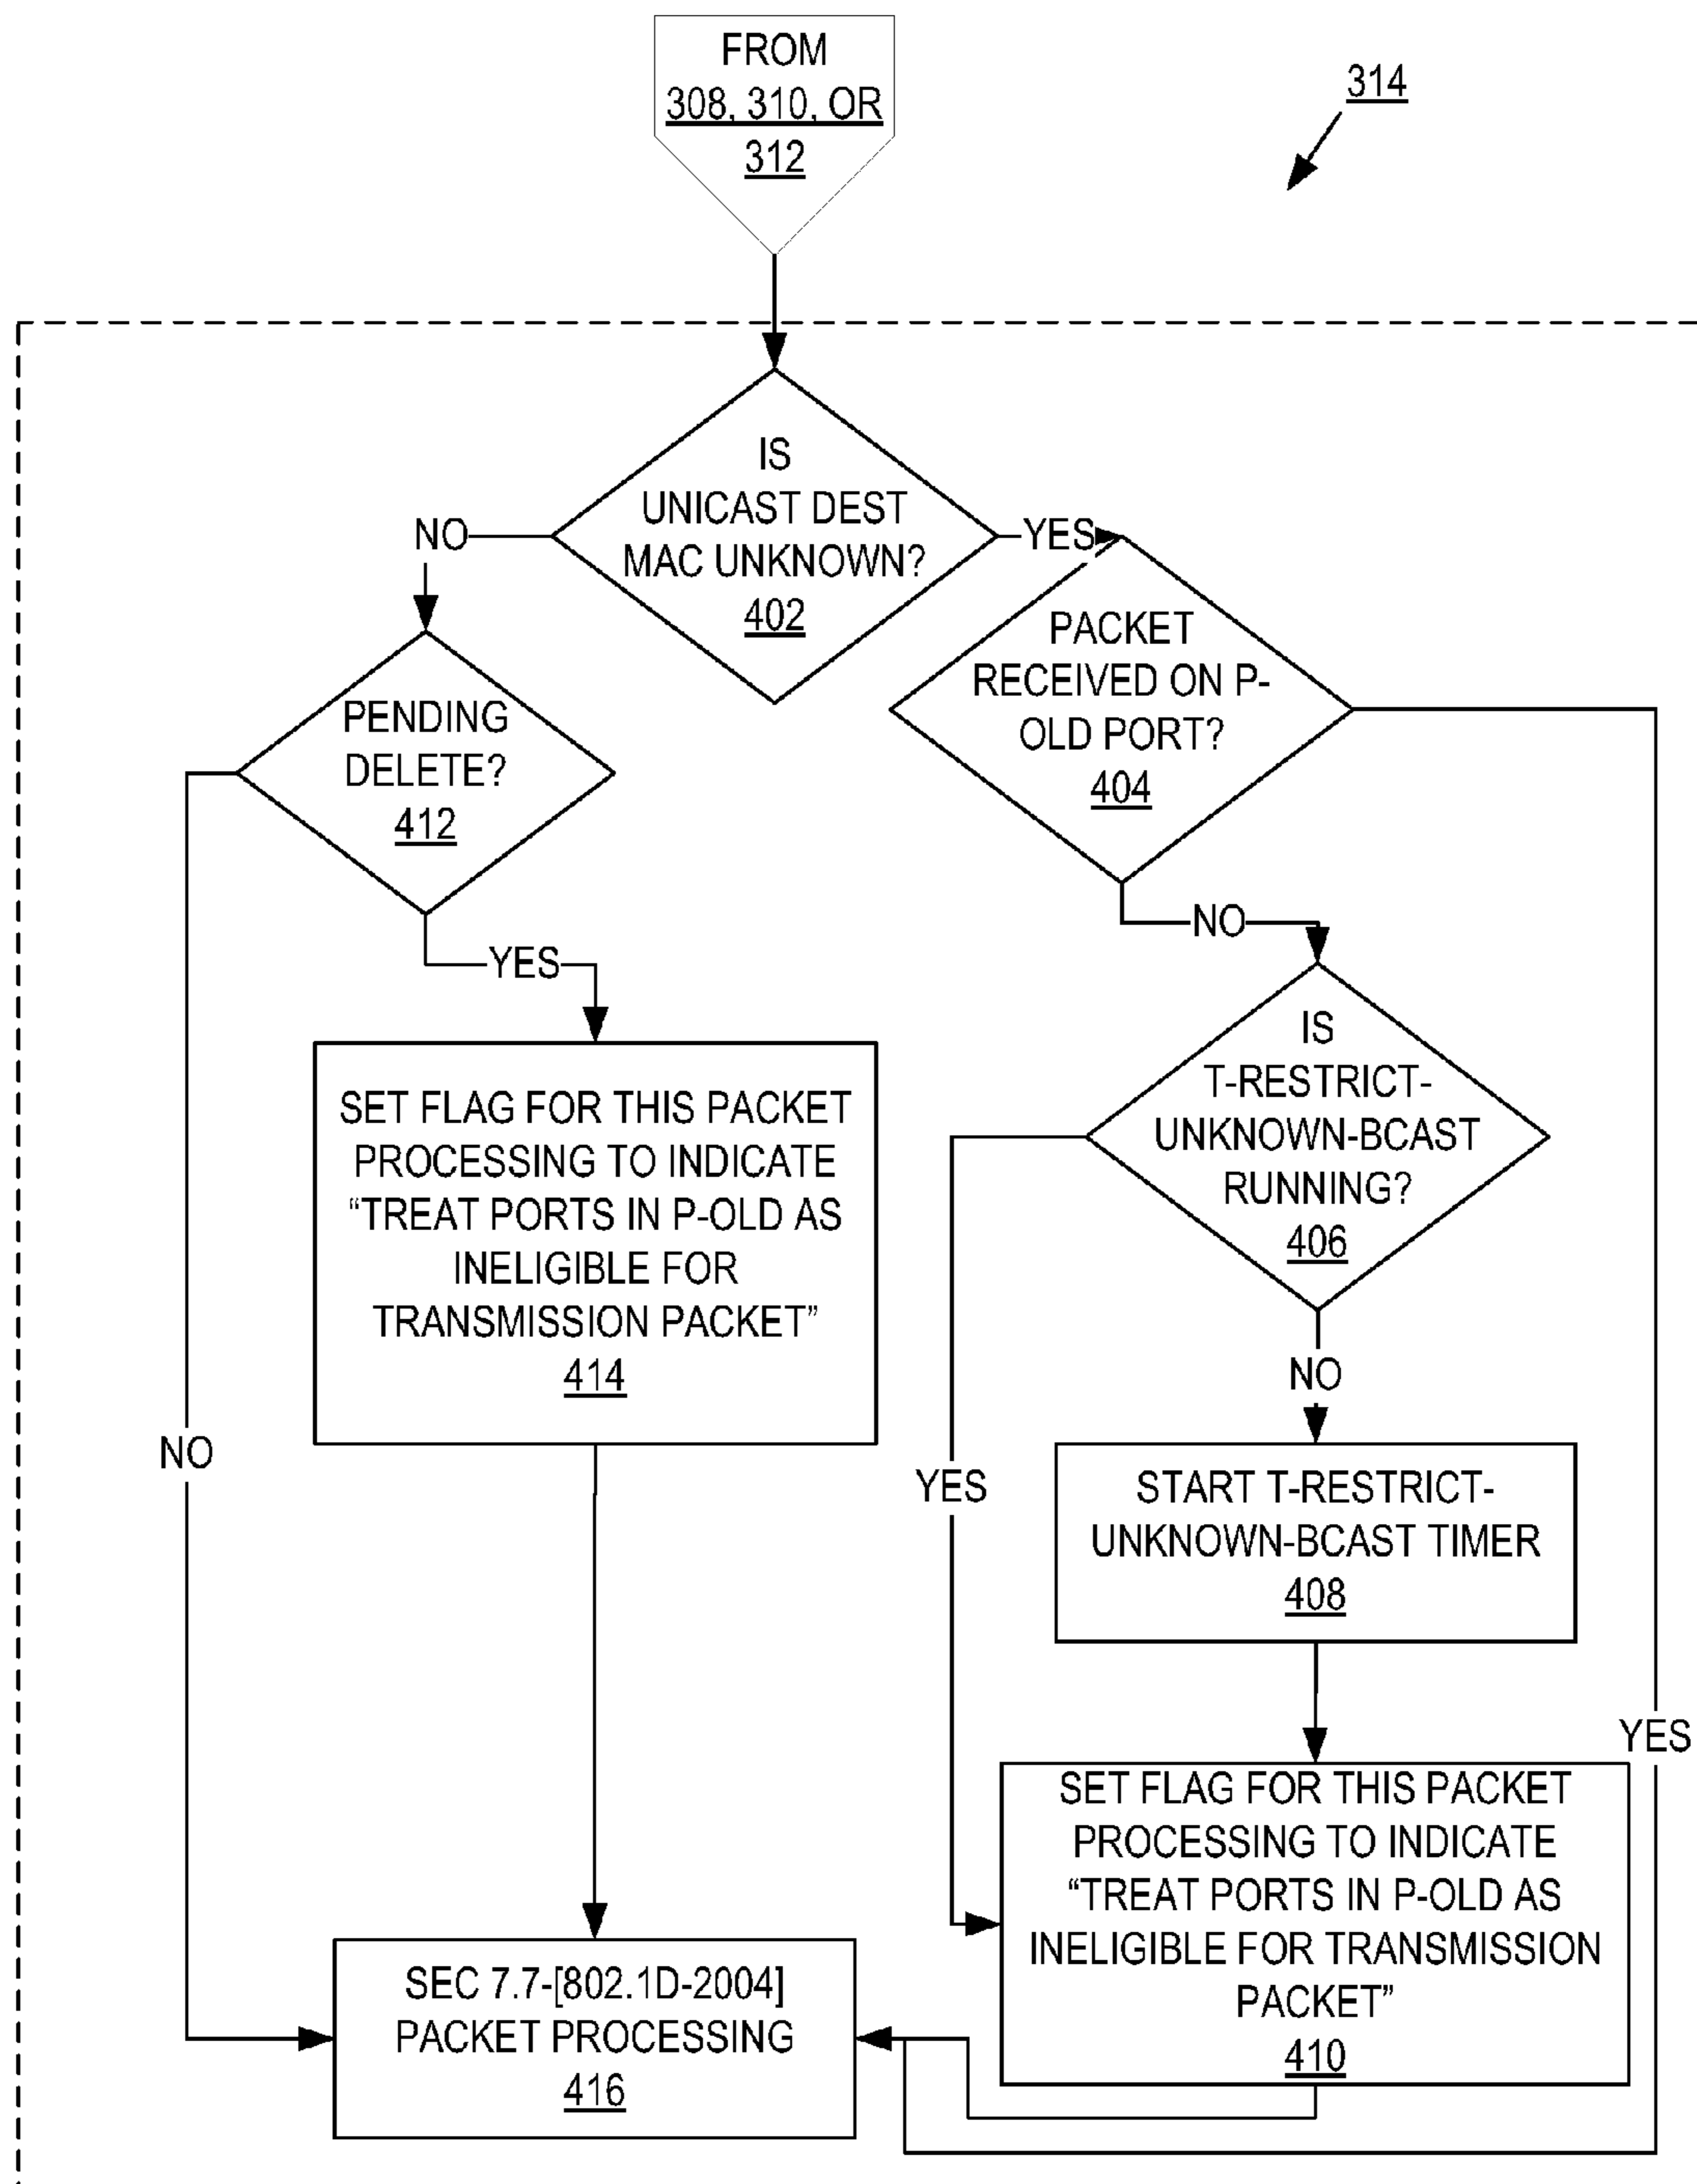 FROM
308, 310, OR
312
314
IS
UNICAST DEST
MAC UNKNOWN?
402
NO
YES
PACKET
RECEIVED ON P-
OLD PORT?
404
PENDING
DELETE?
412
NO
YES
IS
T-RESTRICT-
UNKNOWN-BCAST
RUNNING?
406
SET FLAG FOR THIS PACKET
PROCESSING TO INDICATE
“TREAT PORTS IN P-OLD AS
INELIGIBLE FOR
TRANSMISSION PACKET”
414
NO
NO
YES
START T-RESTRICT-
UNKNOWN-BCAST TIMER
408
YES
SET FLAG FOR THIS PACKET
PROCESSING TO INDICATE
“TREAT PORTS IN P-OLD AS
INELIGIBLE FOR TRANSMISSION
PACKET”
410
SEC 7.7-[802.1D-2004]
PACKET PROCESSING
416